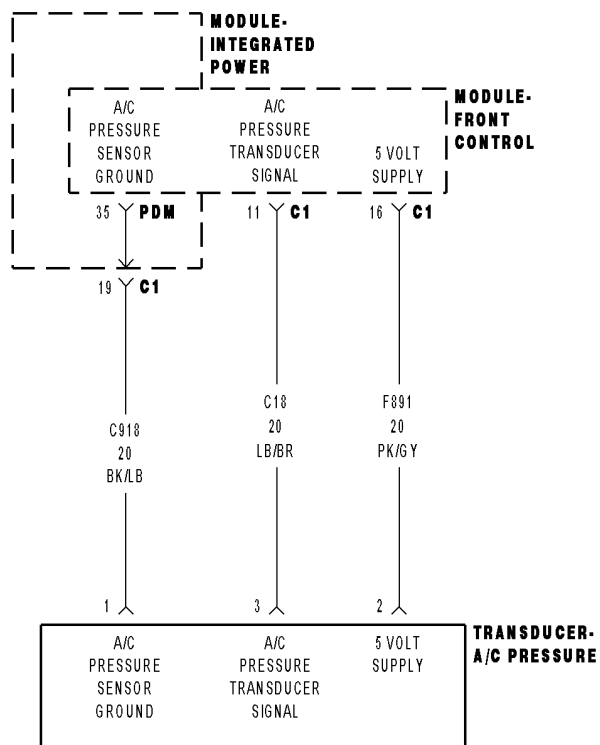 MODULE-
INTEGRATED
POWER
MODULE-
FRONT
CONTROL
A/C
PRESSURE
SENSOR
GROUND
A/C
PRESSURE
TRANSDUCER
SIGNAL
5 VOLT
SUPPLY
35 PDM
11 C1
16 C1
19 C1
C918
20
BK/LB
C18
20
LB/BR
F891
20
PK/GY
1
3
2
TRANSDUCER-
A/C PRESSURE
A/C
PRESSURE
SENSOR
GROUND
A/C
PRESSURE
TRANSDUCER
SIGNAL
5 VOLT
SUPPLY